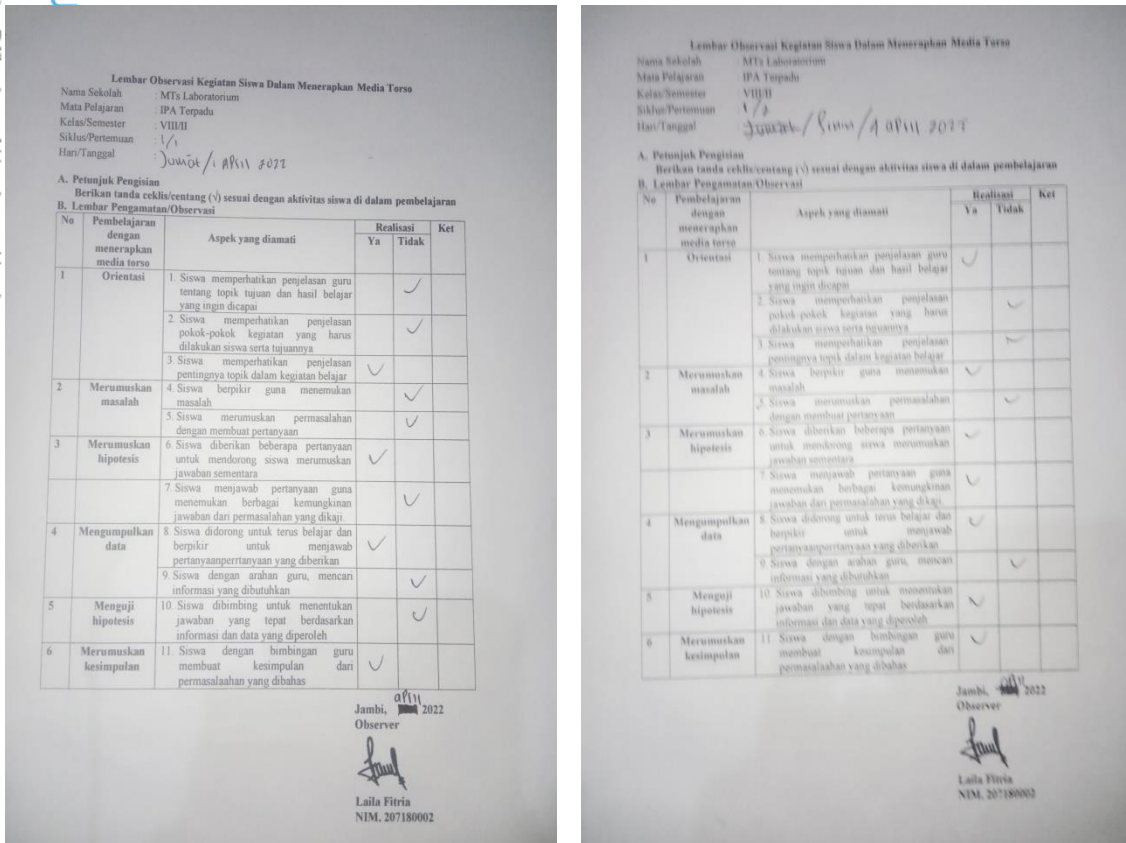 Lembar Observasi Kegiatan Siswa Dalam Menerapkan Media Torso
Nama Sekolah : MTs Laboratorium
Mata Pelajaran : IPA Terpadu
Kelas/Semester : VIII/II
Siklus/Pertemuan : 1/1
Hari/Tanggal : Jumat/1 April 2022
A. Petunjuk Pengisian
Berikan tanda ceklis/centang (√) sesuai dengan aktivitas siswa di dalam pembelajaran
B. Lembar Pengamatan/Observasi
No Pembelajaran Aspek yang diamati Realisasi Ket
dengan Ya Tidak
menerapkan
media torso
1 Orientasi 1. Siswa memperhatikan penjelasan guru ✓
tentang topik tujuan dan hasil belajar
yang ingin dicapai
2. Siswa memperhatikan penjelasan ✓
pokok-pokok kegiatan yang harus
dilakukan siswa serta tujuannya
3. Siswa memperhatikan penjelasan ✓
pentingnya topik dalam kegiatan belajar
2 Merumuskan 4. Siswa berpikir guna menemukan ✓
masalah masalah
5. Siswa merumuskan permasalahan ✓
dengan membuat pertanyaan
3 Merumuskan 6. Siswa diberikan beberapa pertanyaan ✓
hipotesis untuk mendorong siswa merumuskan
jawaban sementara
7. Siswa menjawab pertanyaan guna ✓
menemukan berbagai kemungkinan
jawaban dari permasalahan yang dikaji.
4 Mengumpulkan 8. Siswa didorong untuk terus belajar dan ✓
data berpikir untuk menjawab
pertanyaanperrtanyaan yang diberikan
9. Siswa dengan arahan guru, mencari ✓
informasi yang dibutuhkan
5 Menguji 10. Siswa dibimbing untuk menentukan ✓
hipotesis jawaban yang tepat berdasarkan
informasi dan data yang diperoleh
6 Merumuskan 11. Siswa dengan bimbingan guru ✓
kesimpulan membuat kesimpulan dari
permasalaahan yang dibahas
april
Jambi, 2022
Observer
Laila Fitria
NIM. 207180002
Lembar Observasi Kegiatan Siswa Dalam Menerapkan Media Torso
Nama Sekolah : MTs Laboratorium
Mata Pelajaran : IPA Terpadu
Kelas/Semester : VIII/II
Siklus/Pertemuan : 1/2
Hari/Tanggal : / Senin / 4 April 2022
A. Petunjuk Pengisian
Berikan tanda ceklis/centang (√) sesuai dengan aktivitas siswa di dalam pembelajaran
B. Lembar Pengamatan/Observasi
No Pembelajaran Aspek yang diamati Realisasi Ket
dengan Ya Tidak
menerapkan
media torso
1 Orientasi 1. Siswa memperhatikan penjelasan guru ✓
tentang topik tujuan dan hasil belajar
yang ingin dicapai
2. Siswa memperhatikan penjelasan ✓
pokok-pokok kegiatan yang harus
dilakukan siswa serta tujuannya
3. Siswa memperhatikan penjelasan ✓
pentingnya topik dalam kegiatan belajar
2 Merumuskan 4. Siswa berpikir guna menemukan ✓
masalah masalah
5. Siswa merumuskan permasalahan ✓
dengan membuat pertanyaan
3 Merumuskan 6. Siswa diberikan beberapa pertanyaan ✓
hipotesis untuk mendorong siswa merumuskan
jawaban sementara
7. Siswa menjawab pertanyaan guna ✓
menemukan berbagai kemungkinan
jawaban dari permasalahan yang dikaji.
4 Mengumpulkan 8. Siswa didorong untuk terus belajar dan ✓
data berpikir untuk menjawab
pertanyaanperrtanyaan yang diberikan
9. Siswa dengan arahan guru, mencari ✓
informasi yang dibutuhkan
5 Menguji 10. Siswa dibimbing untuk menentukan ✓
hipotesis jawaban yang tepat berdasarkan
informasi dan data yang diperoleh
6 Merumuskan 11. Siswa dengan bimbingan guru ✓
kesimpulan membuat kesimpulan dari
permasalaahan yang dibahas
april
Jambi, 2022
Observer
Laila Fitria
NIM. 207180002